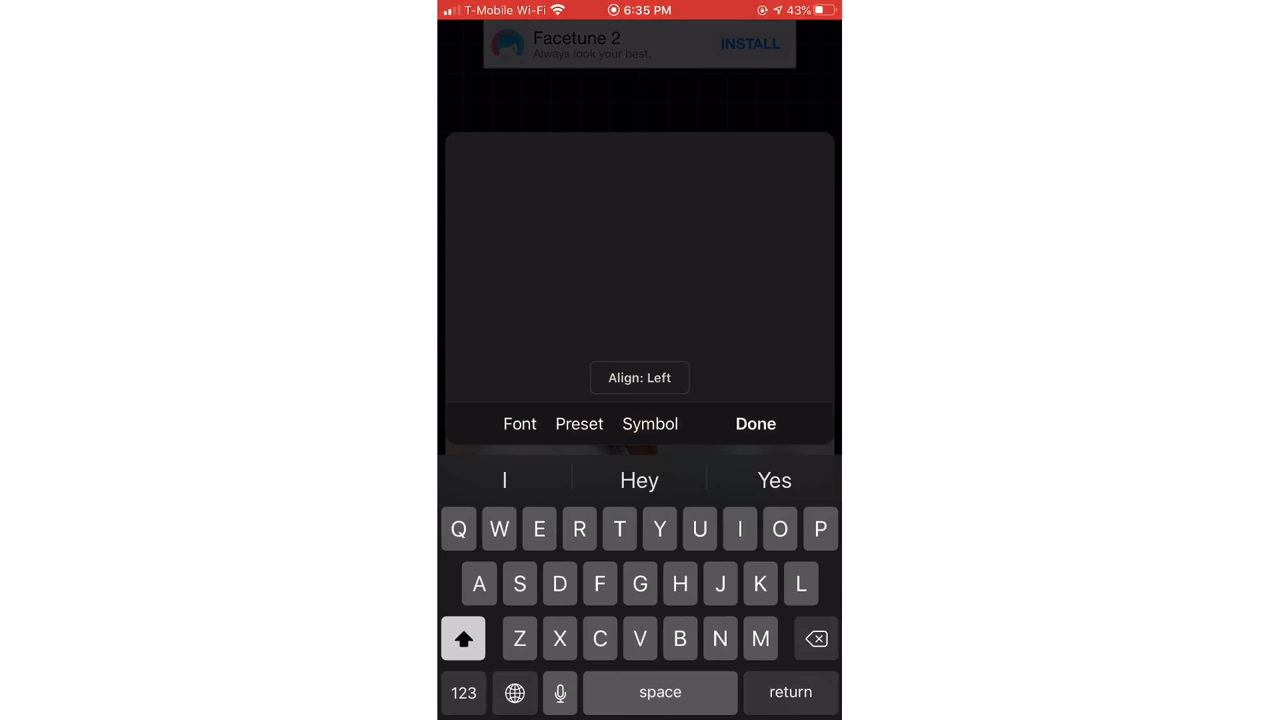 T-Mobile Wi-Fi 6:35 PM 43%
Facetune 2
Always look your best.
INSTALL
Align: Left
Font Preset Symbol Done
I Hey Yes
Q W E R T Y U I O P
A S D F G H J K L
Z X C V B N M
123 space return